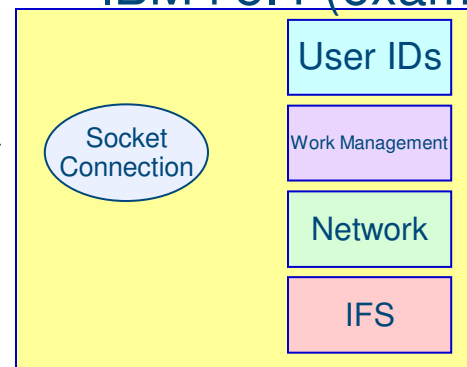 User IDs
Socket
Connection
Work Management
Network
IFS